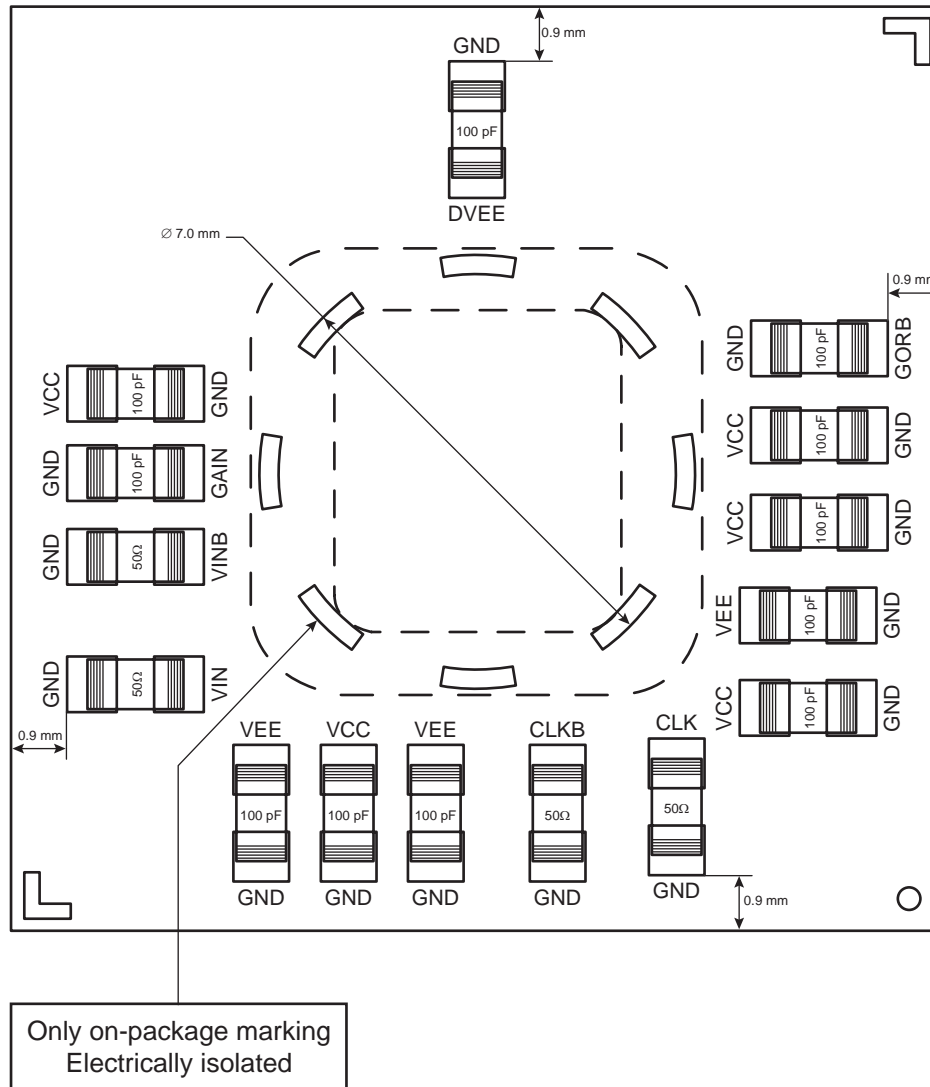 0.9 mm
GND
100 pF
DVEE
Ø 7.0 mm
0.9 mm
GND
100 pF
GORB
VCC
100 pF
GND
GND
100 pF
GAIN
GND
50Ω
VINB
GND
50Ω
VIN
0.9 mm
VCC
100 pF
GND
VCC
100 pF
GND
VEE
100 pF
GND
VCC
100 pF
GND
VEE
100 pF
GND
VCC
100 pF
GND
VEE
100 pF
GND
CLKB
50Ω
GND
CLK
50Ω
GND
0.9 mm
Only on-package marking
Electrically isolated